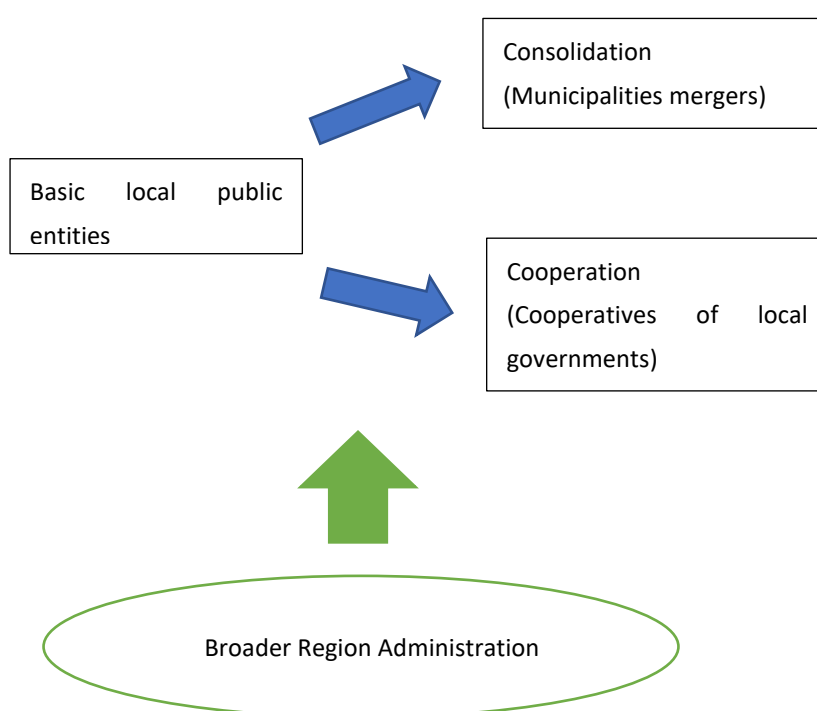 Consolidation
(Municipalities mergers)
Basic local public
entities
Cooperation
(Cooperatives of local
governments)
Broader Region Administration